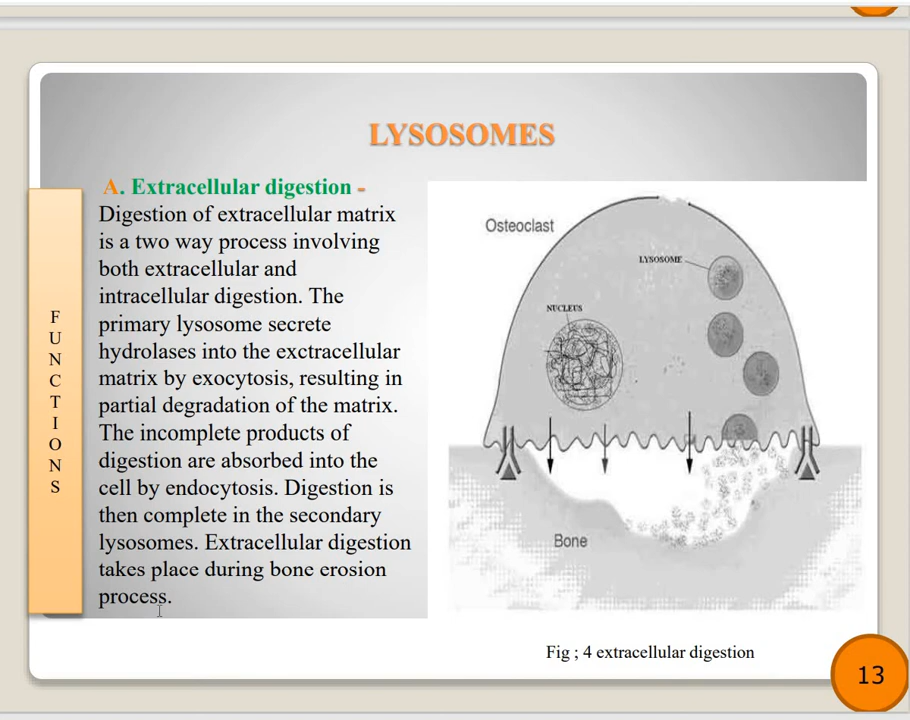 LYSOSOMES
F
U
N
C
T
I
O
N
S
A. Extracellular digestion -
Digestion of extracellular matrix
is a two way process involving
both extracellular and
intracellular digestion. The
primary lysosome secrete
hydrolases into the exctracellular
matrix by exocytosis, resulting in
partial degradation of the matrix.
The incomplete products of
digestion are absorbed into the
cell by endocytosis. Digestion is
then complete in the secondary
lysosomes. Extracellular digestion
takes place during bone erosion
process.
Osteoclast
LYSOSOME
NUCLEUS
Bone
Fig ; 4 extracellular digestion
13